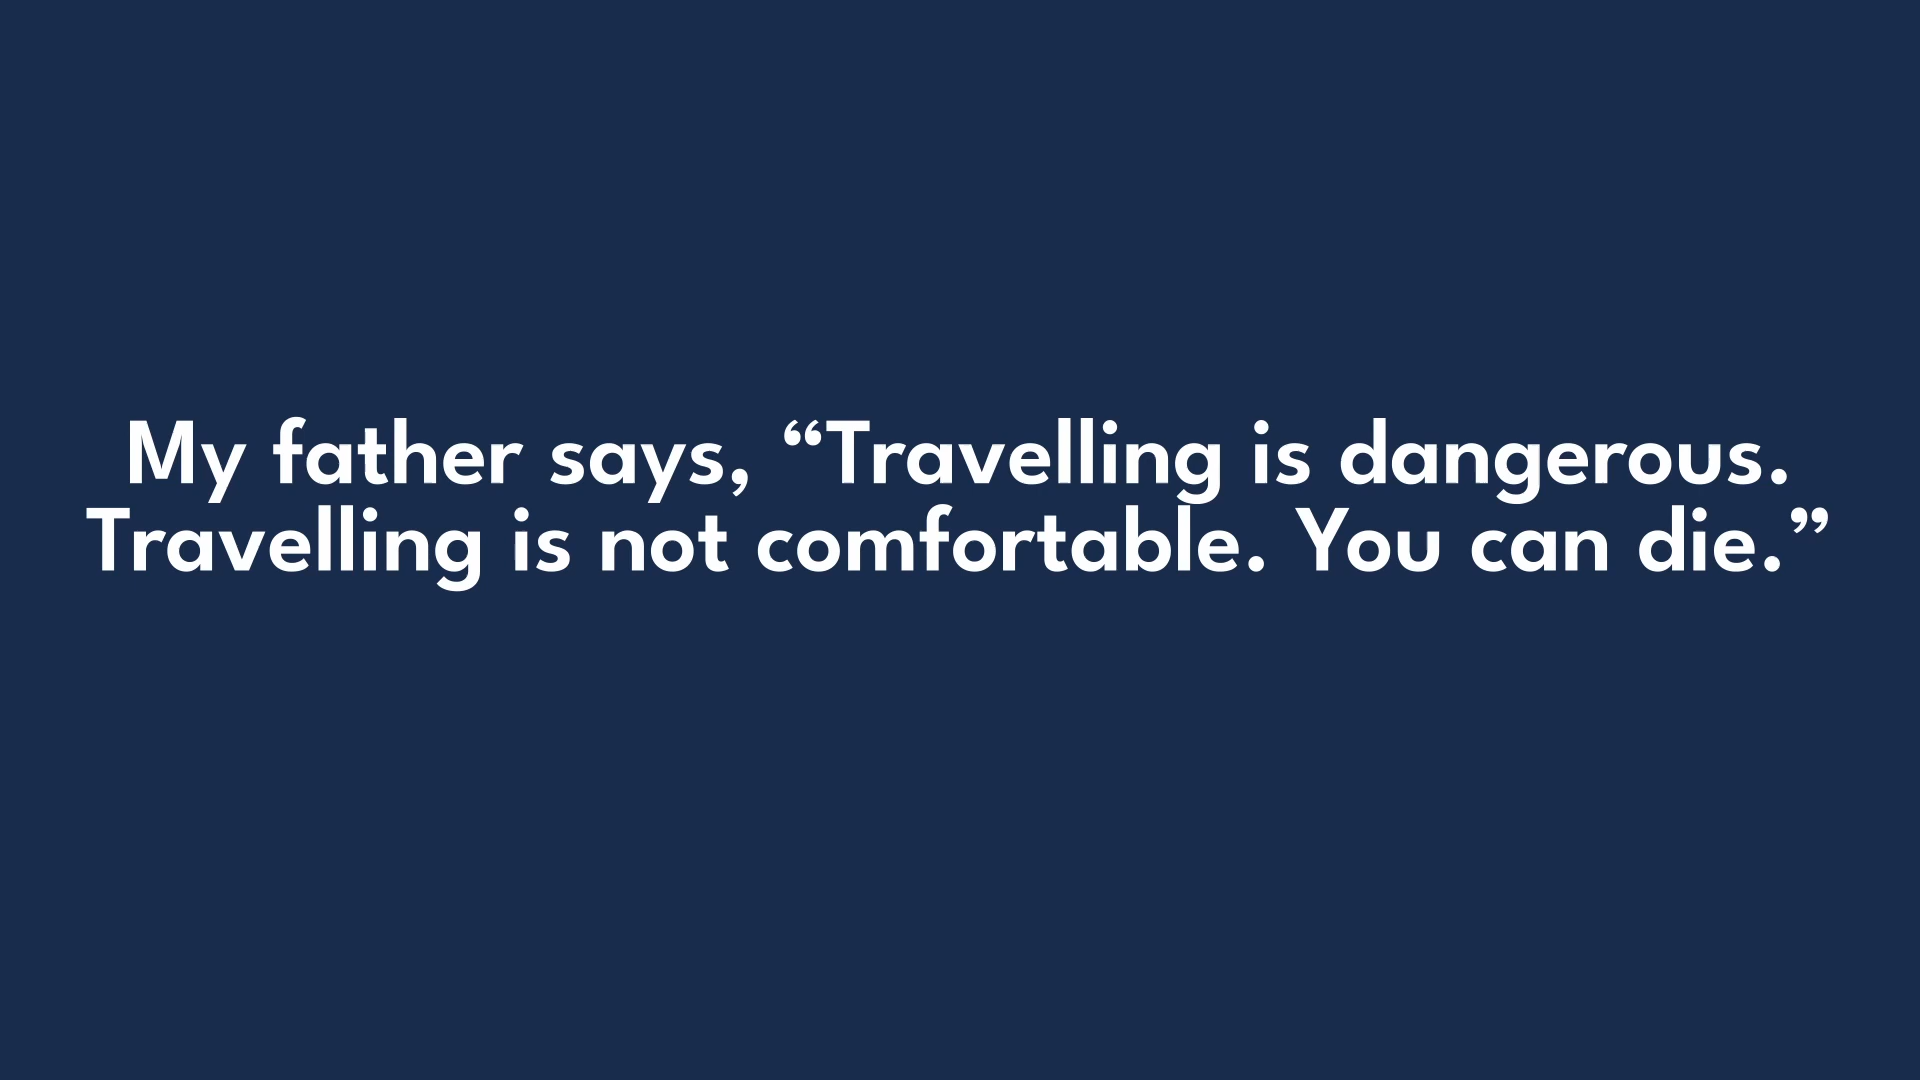 My father says, “Travelling is dangerous.
Travelling is not comfortable. You can die.”